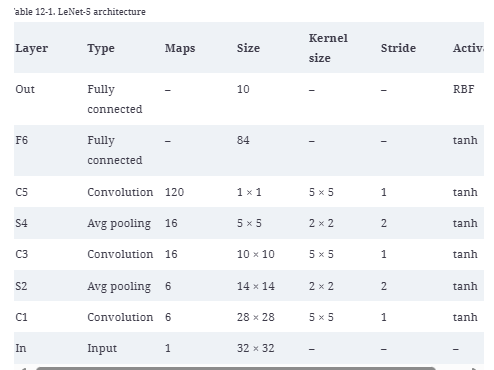 able 12-1. LeNet-5 architecture
Layer Type Maps Size Kernel size Stride Activ
Out Fully connected – 10 – – RBF
F6 Fully connected – 84 – – tanh
C5 Convolution 120 1 × 1 5 × 5 1 tanh
S4 Avg pooling 16 5 × 5 2 × 2 2 tanh
C3 Convolution 16 10 × 10 5 × 5 1 tanh
S2 Avg pooling 6 14 × 14 2 × 2 2 tanh
C1 Convolution 6 28 × 28 5 × 5 1 tanh
In Input 1 32 × 32 – – –